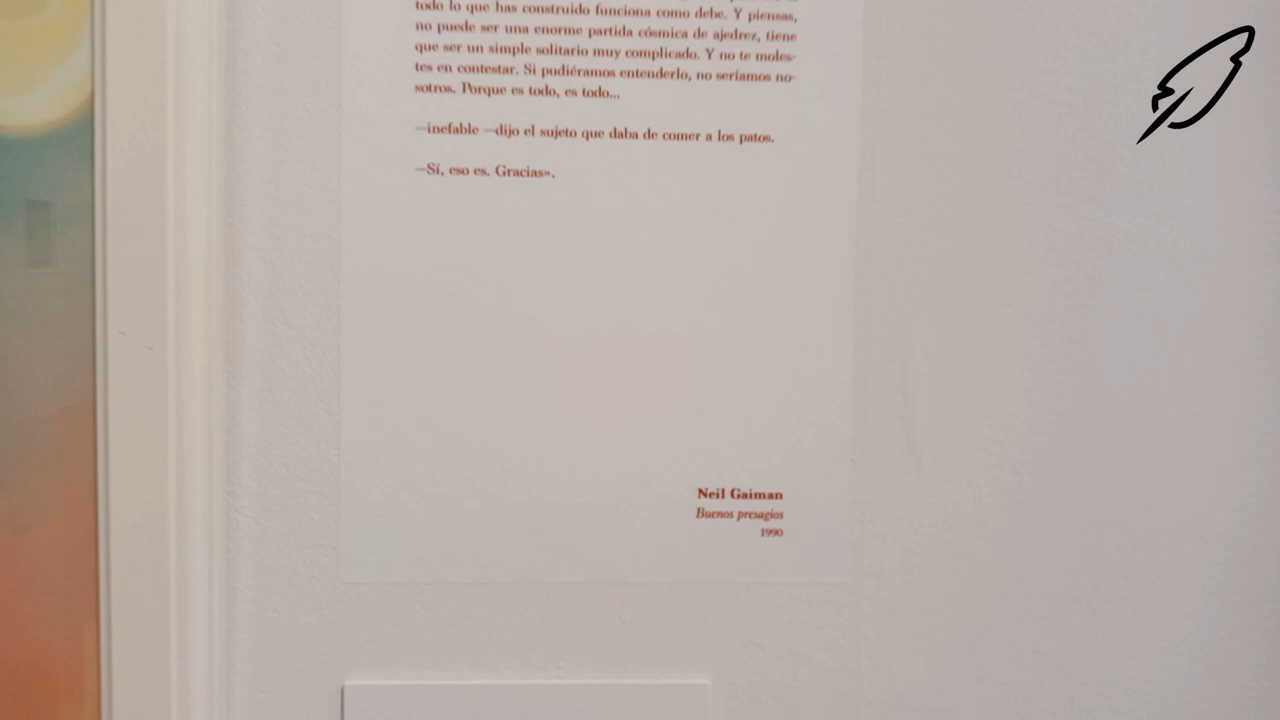 todo lo que has construido funciona como debe. Y piensas,
no puede ser una enorme partida cósmica de ajedrez, tiene
que ser un simple solitario muy complicado. Y no te moles-
tes en contestar. Si pudiéramos entenderlo, no seríamos no-
sotros. Porque es todo, es todo...
—inefable —dijo el sujeto que daba de comer a los patos.
—Sí, eso es. Gracias».
Neil Gaiman
Buenos presagios
1990